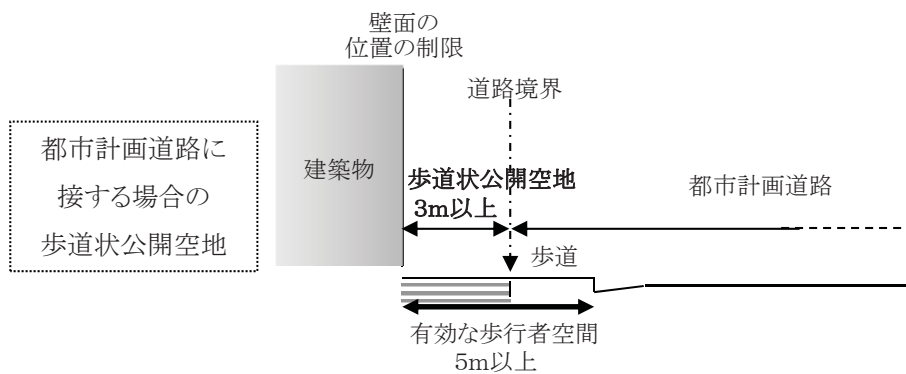 壁面の
位置の制限
道路境界
都市計画道路に
接する場合の
歩道状公開空地
建築物
歩道状公開空地
3m以上
都市計画道路
歩道
有効な歩行者空間
5m以上